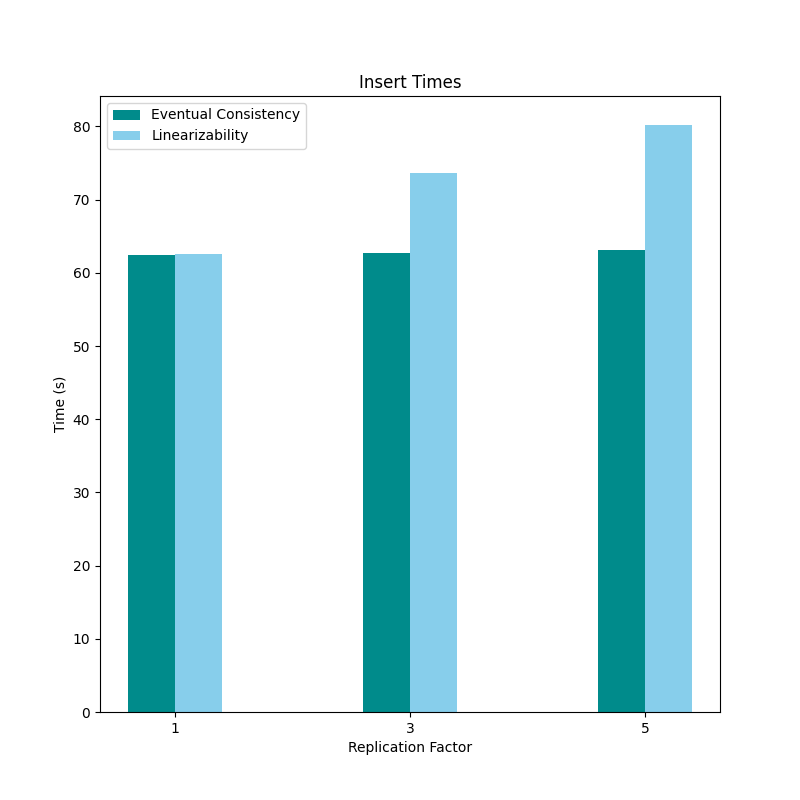 Insert Times
Eventual Consistency
Linearizability
80
70
60
50
40
30
20
10
0
Time (s)
1 3 5
Replication Factor